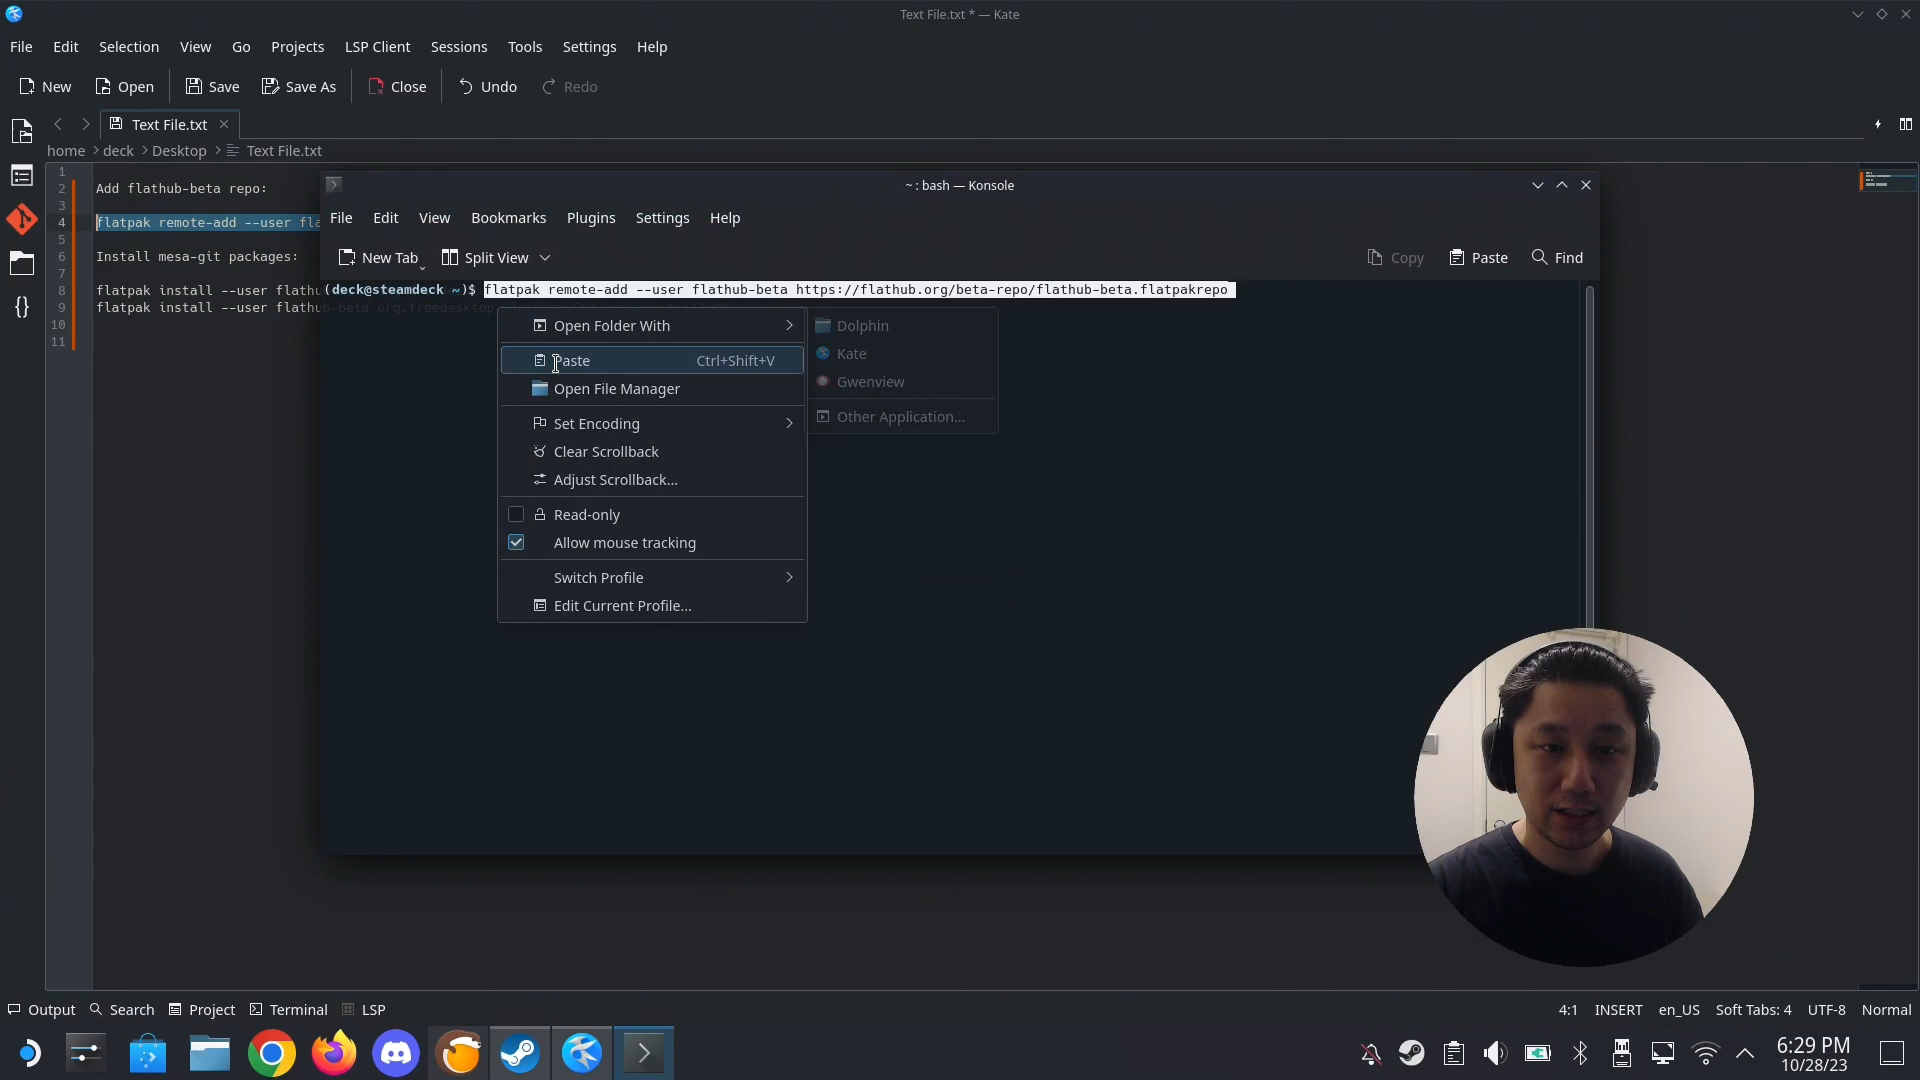 Text File.txt * — Kate
File Edit Selection View Go Projects LSP Client Sessions Tools Settings Help
New Open Save Save As Close Undo Redo
Text File.txt
home > deck > Desktop > Text File.txt
1
2 Add flathub-beta repo:
3
4 flatpak remote-add --user fla
5
6 Install mesa-git packages:
7
8 flatpak install --user flathu
9 flatpak install --user flathub-beta org.freedesktop
10
11
~ : bash — Konsole
File Edit View Bookmarks Plugins Settings Help
New Tab Split View Copy Paste Find
(deck@steamdeck ~)$ flatpak remote-add --user flathub-beta https://flathub.org/beta-repo/flathub-beta.flatpakrepo
Open Folder With
Paste Ctrl+Shift+V
Open File Manager
Set Encoding
Clear Scrollback
Adjust Scrollback...
Read-only
Allow mouse tracking
Switch Profile
Edit Current Profile...
Dolphin
Kate
Gwenview
Other Application...
Output Search Project Terminal LSP
4:1 INSERT en_US Soft Tabs: 4 UTF-8 Normal
6:29 PM
10/28/23